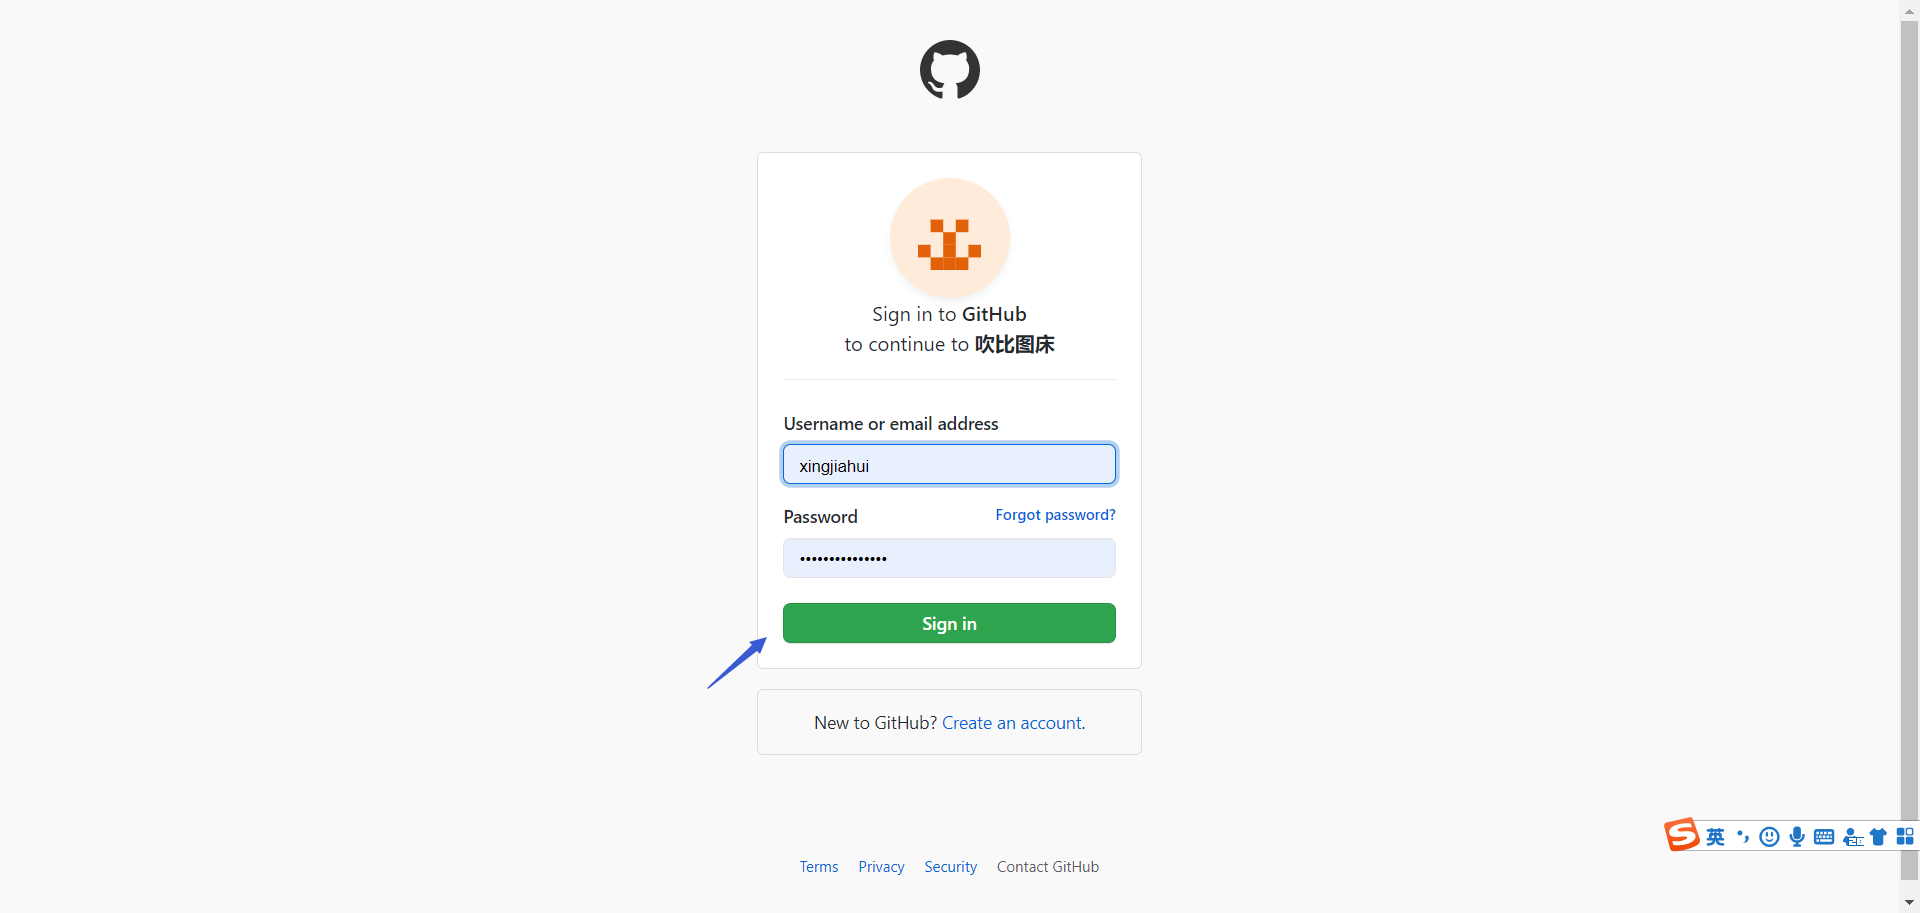 Sign in to GitHub
to continue to 吹比图床
Username or email address
xingjiahui
Password Forgot password?
•••••••••••••••
Sign in
New to GitHub? Create an account.
英
Terms Privacy Security Contact GitHub